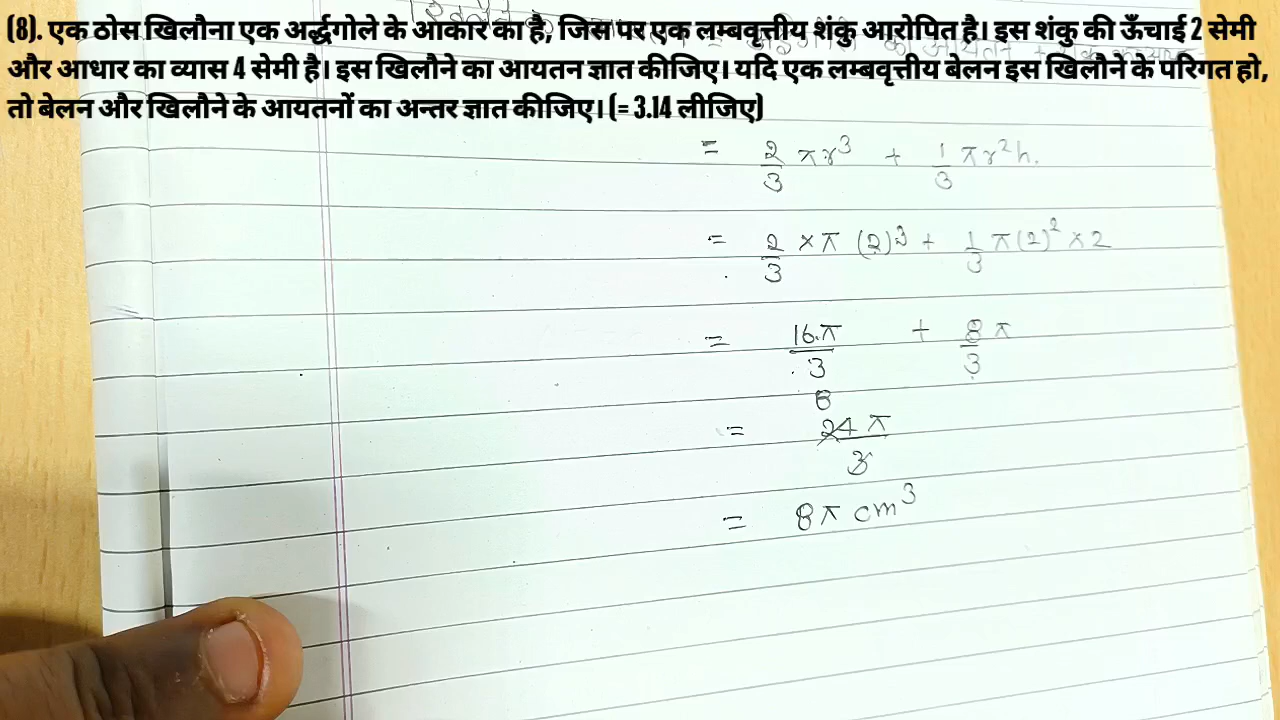 (8). एक ठोस खिलौना एक अर्द्धगोले के आकार का है, जिस पर एक लम्बवृत्तीय शंकु आरोपित है। इस शंकु की ऊँचाई 2 सेमी
और आधार का व्यास 4 सेमी है। इस खिलौने का आयतन ज्ञात कीजिए। यदि एक लम्बवृत्तीय बेलन इस खिलौने के परिगत हो,
तो बेलन और खिलौने के आयतनों का अन्तर ज्ञात कीजिए। (= 3.14 लीजिए)
= 2/3 πr³ + 1/3 πr²h.
= 2/3 × π (2)³ + 1/3 π(2)² × 2
= 16π/3 + 8/3 π
8
= 24π/3
= 8π cm³